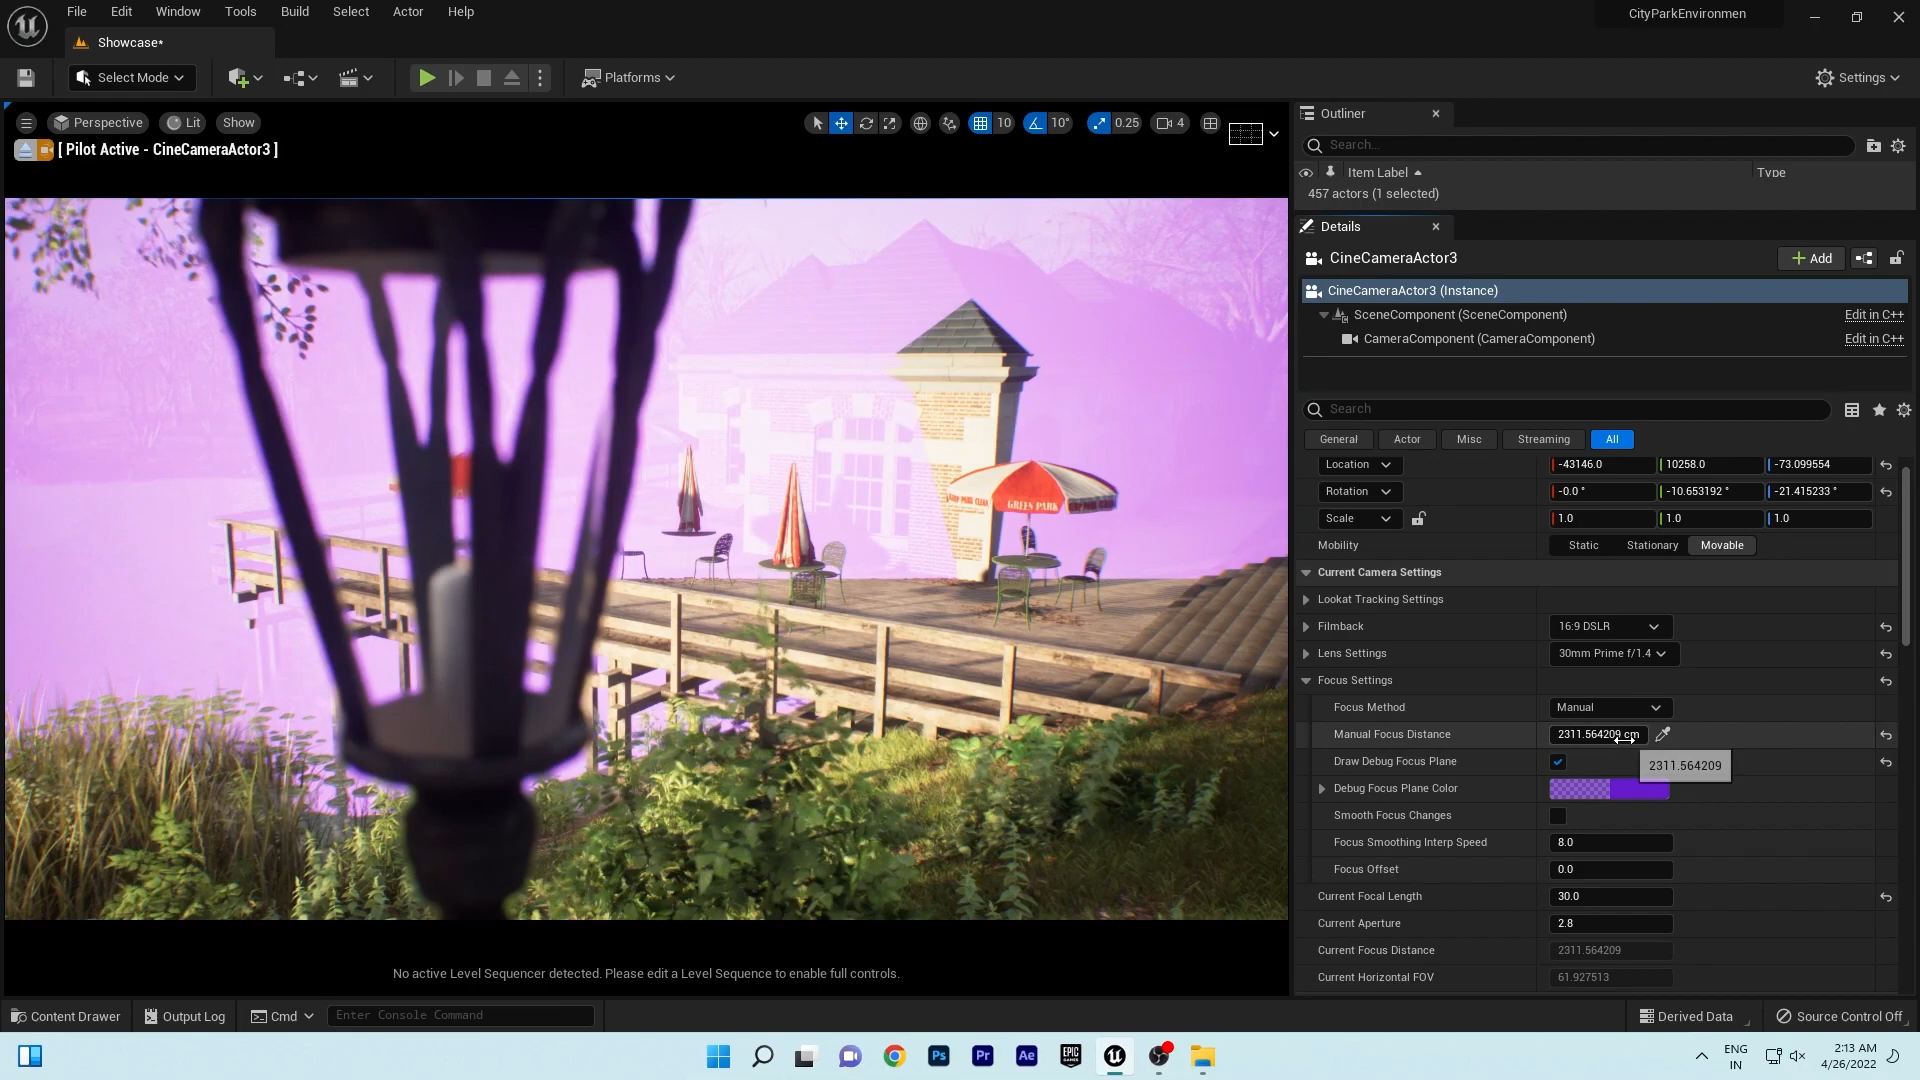 File Edit Window Tools Build Select Actor Help
CityParkEnvironmen
Showcase•
Select Mode
Platforms
Settings
Perspective Lit Show
10 10° 0.25 4
[ Pilot Active - CineCameraActor3 ]
GREEN PARK
No active Level Sequencer detected. Please edit a Level Sequence to enable full controls.
Outliner
Search...
Item Label Type
457 actors (1 selected)
Details
CineCameraActor3
Add
CineCameraActor3 (Instance)
SceneComponent (SceneComponent) Edit in C++
CameraComponent (CameraComponent) Edit in C++
Search
General Actor Misc Streaming All
Location -43146.0 10258.0 -73.099554
Rotation -0.0 ° -10.653192 ° -21.415233 °
Scale 1.0 1.0 1.0
Mobility Static Stationary Movable
Current Camera Settings
Lookat Tracking Settings
Filmback 16:9 DSLR
Lens Settings 30mm Prime f/1.4
Focus Settings
Focus Method Manual
Manual Focus Distance 2311.564209 cm
Draw Debug Focus Plane
2311.564209
Debug Focus Plane Color
Smooth Focus Changes
Focus Smoothing Interp Speed 8.0
Focus Offset 0.0
Current Focal Length 30.0
Current Aperture 2.8
Current Focus Distance 2311.564209
Current Horizontal FOV 61.927513
Content Drawer Output Log Cmd Enter Console Command
Derived Data Source Control Off
Ps Pr Ae EPIC GAMES
ENG
IN
2:13 AM
4/26/2022